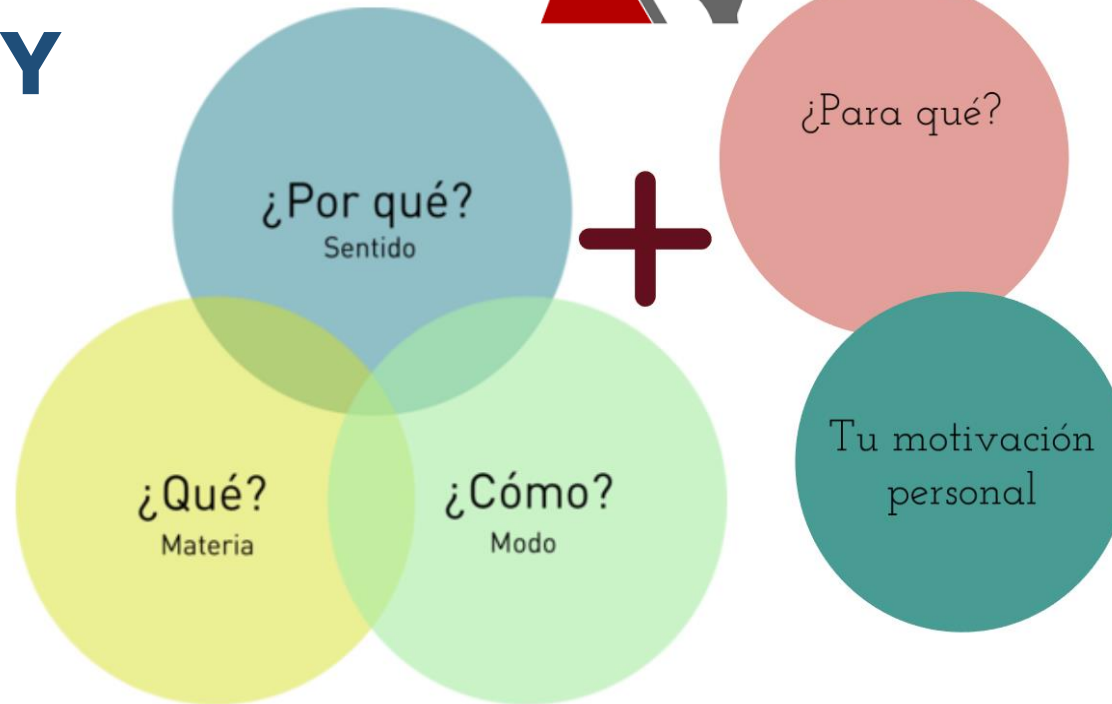 Y
¿Por qué?
Sentido
¿Para qué?
¿Qué?
Materia
¿Cómo?
Modo
Tu motivación
personal